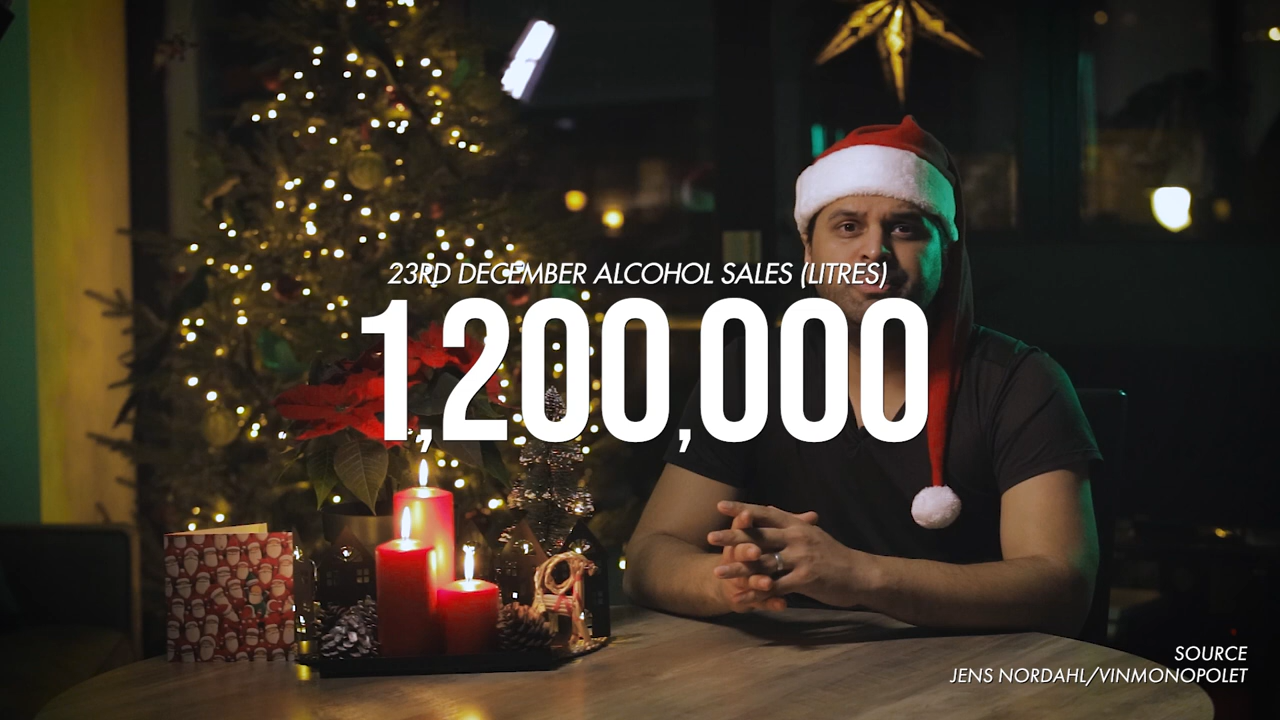 23RD DECEMBER ALCOHOL SALES (LITRES)
1,200,000
SOURCE
JENS NORDAHL/VINMONOPOLET